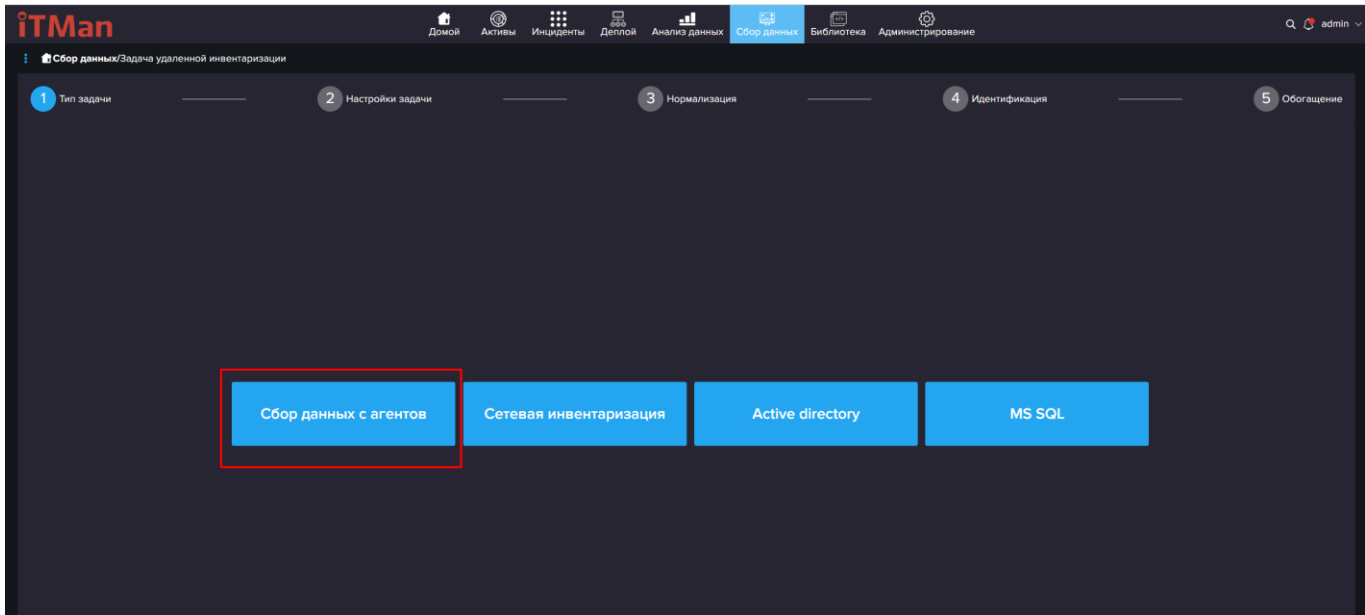 iTMan
Домой Активы Инциденты Деплой Анализ данных Сбор данных Библиотека Администрирование admin
Сбор данных/Задача удаленной инвентаризации
1 Тип задачи 2 Настройки задачи 3 Нормализация 4 Идентификация 5 Обогащение
Сбор данных с агентов Сетевая инвентаризация Active directory MS SQL